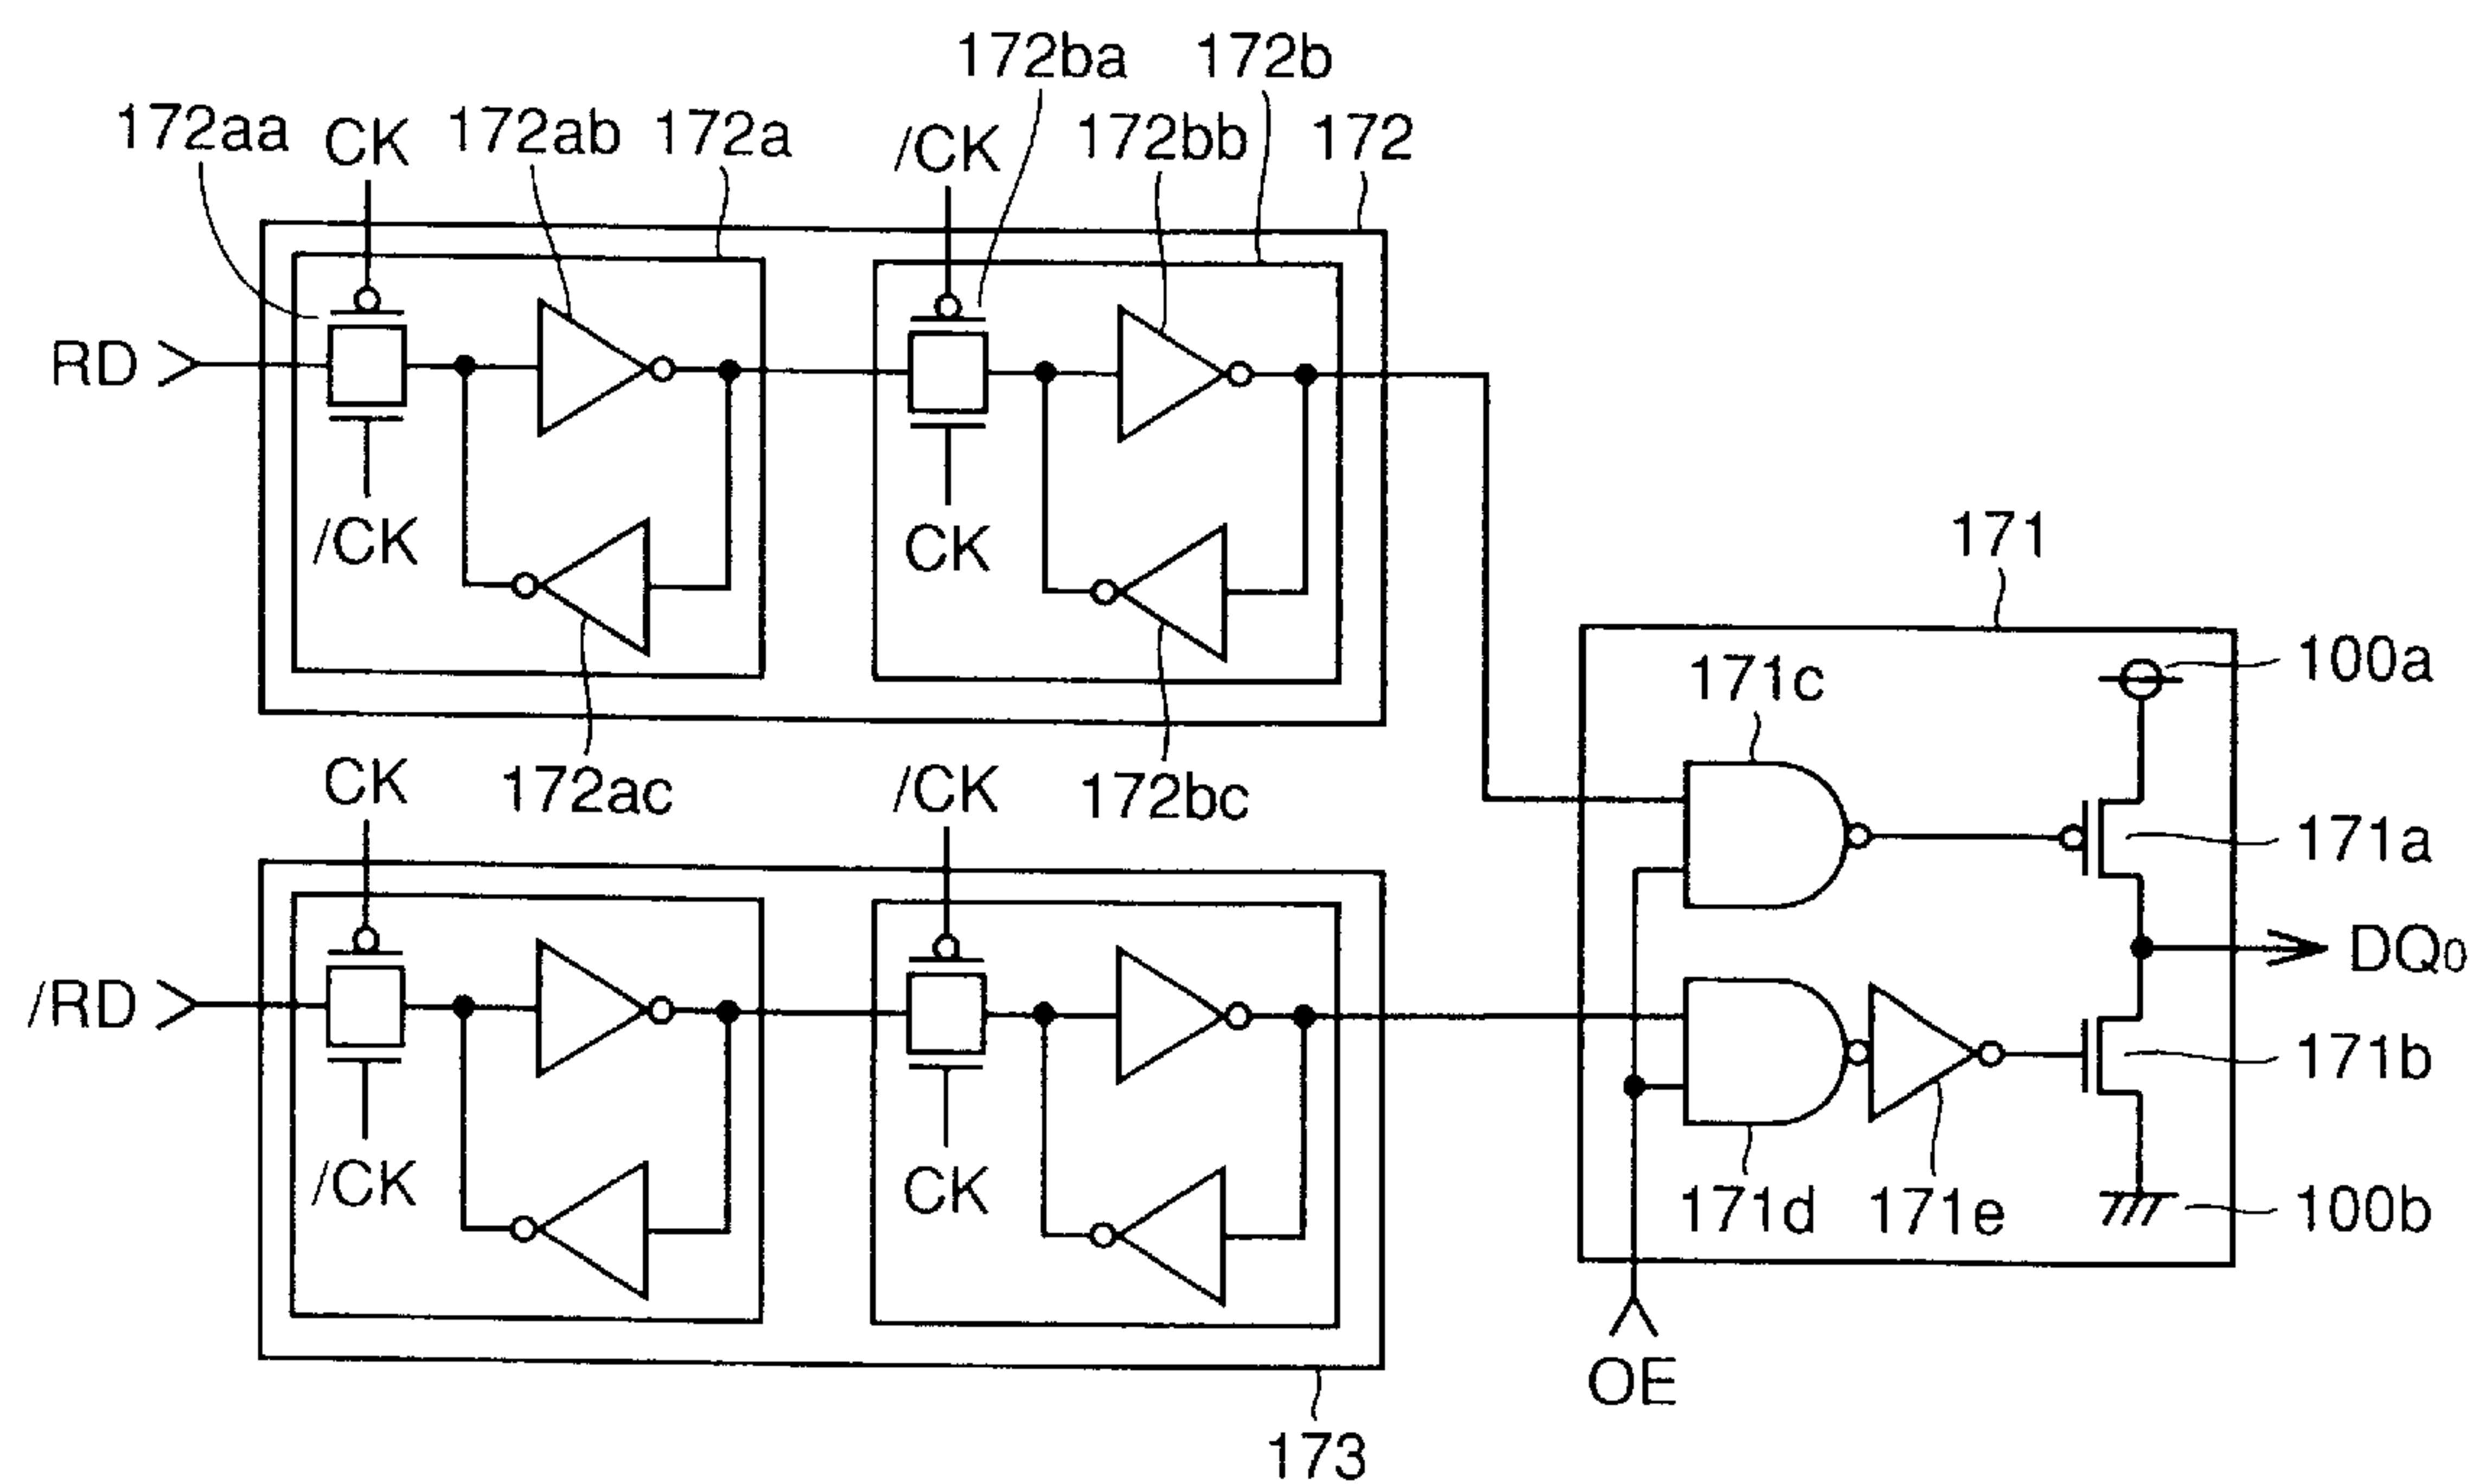 172ba 172b
172aa CK 172ab 172a /CK 172bb 172
RD
/CK CK
171
100a
171c
CK 172ac /CK 172bc
171a
DQ0
/RD
171b
/CK CK
171d 171e 100b
OE
173